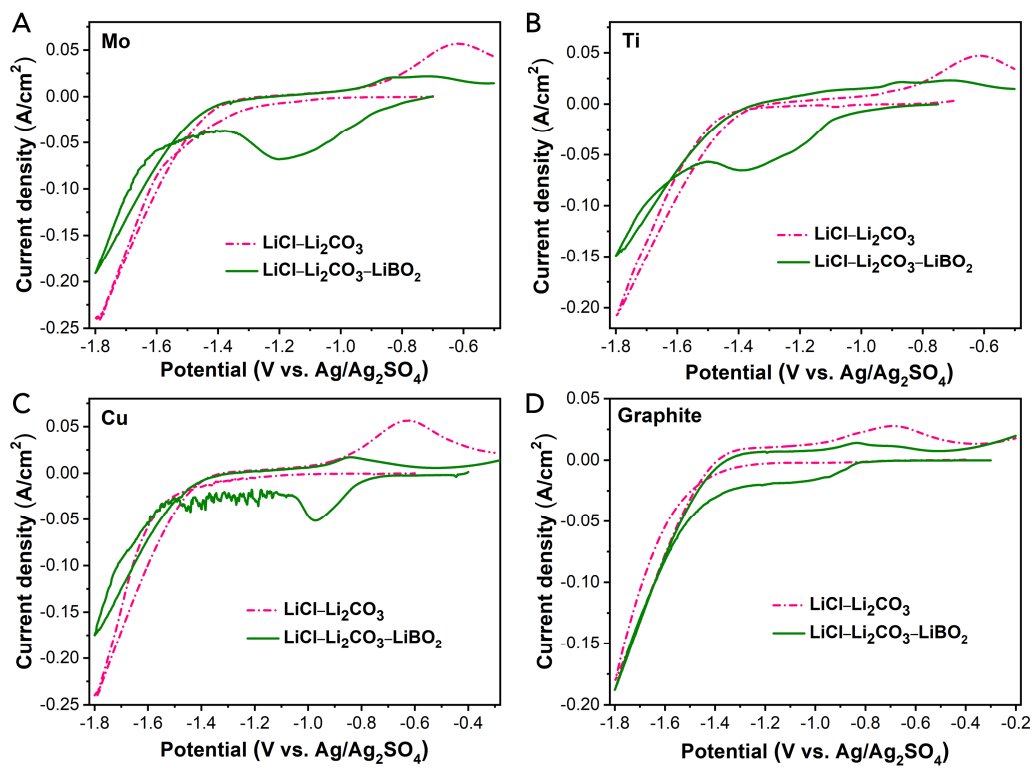 A
Mo
Current density (A/cm²)
0.05
0.00
-0.05
-0.10
-0.15
-0.20
-0.25
LiCl–Li₂CO₃
LiCl–Li₂CO₃–LiBO₂
-1.8 -1.6 -1.4 -1.2 -1.0 -0.8 -0.6
Potential (V vs. Ag/Ag₂SO₄)
B
Ti
Current density (A/cm²)
0.05
0.00
-0.05
-0.10
-0.15
-0.20
LiCl–Li₂CO₃
LiCl–Li₂CO₃–LiBO₂
-1.8 -1.6 -1.4 -1.2 -1.0 -0.8 -0.6
Potential (V vs. Ag/Ag₂SO₄)
C
Cu
Current density (A/cm²)
0.05
0.00
-0.05
-0.10
-0.15
-0.20
-0.25
LiCl–Li₂CO₃
LiCl–Li₂CO₃–LiBO₂
-1.8 -1.6 -1.4 -1.2 -1.0 -0.8 -0.6 -0.4
Potential (V vs. Ag/Ag₂SO₄)
D
Graphite
Current density (A/cm²)
0.05
0.00
-0.05
-0.10
-0.15
-0.20
LiCl–Li₂CO₃
LiCl–Li₂CO₃–LiBO₂
-1.8 -1.6 -1.4 -1.2 -1.0 -0.8 -0.6 -0.4 -0.2
Potential (V vs. Ag/Ag₂SO₄)